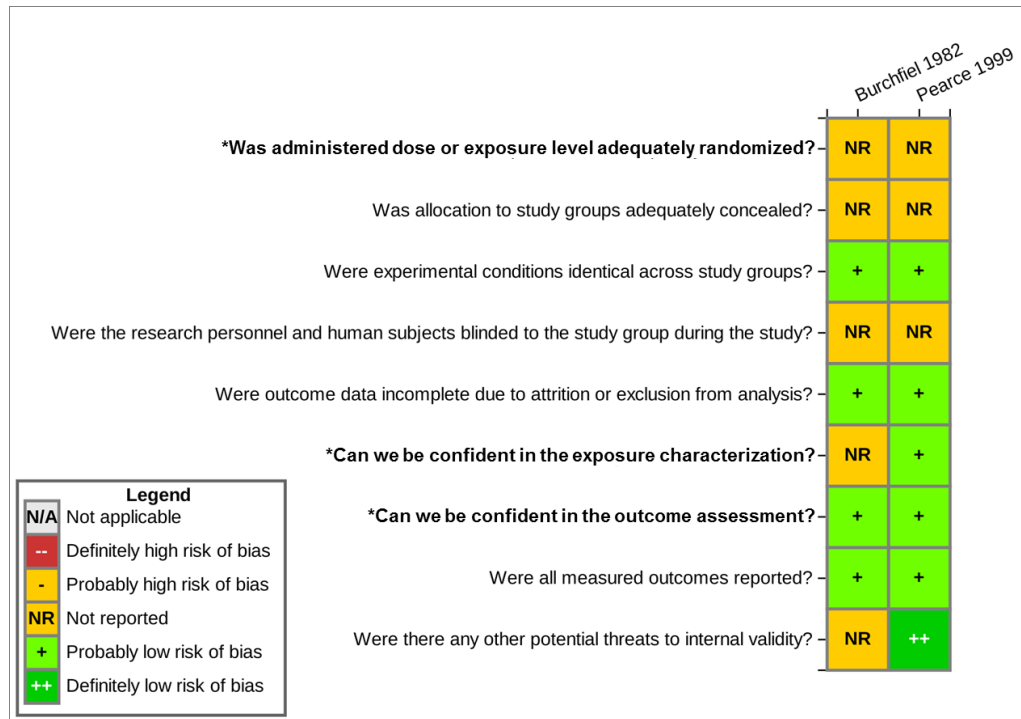 Burchfiel 1982
Pearce 1999
*Was administered dose or exposure level adequately randomized? NR NR
Was allocation to study groups adequately concealed? NR NR
Were experimental conditions identical across study groups? + +
Were the research personnel and human subjects blinded to the study group during the study? NR NR
Were outcome data incomplete due to attrition or exclusion from analysis? + +
*Can we be confident in the exposure characterization? NR +
*Can we be confident in the outcome assessment? + +
Were all measured outcomes reported? + +
Were there any other potential threats to internal validity? NR ++
Legend
N/A Not applicable
-- Definitely high risk of bias
- Probably high risk of bias
NR Not reported
+ Probably low risk of bias
++ Definitely low risk of bias